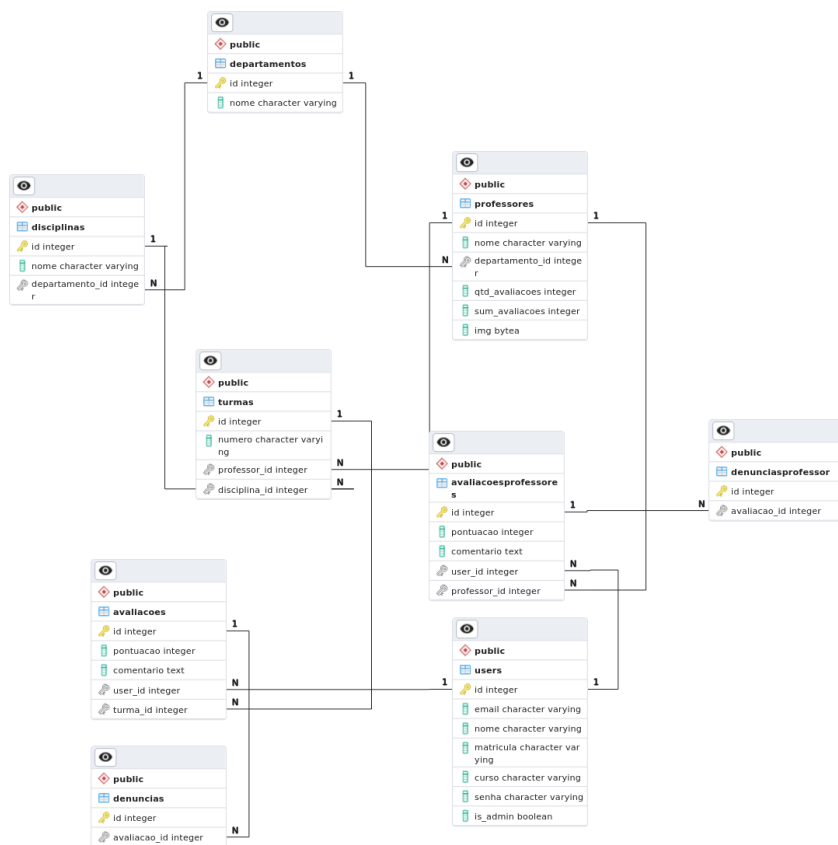 public
departamentos
id integer
nome character varying
1
1
public
disciplinas
id integer
nome character varying
departamento_id intege
r
1
N
public
professores
id integer
nome character varying
departamento_id intege
r
qtd_avaliacoes integer
sum_avaliacoes integer
img bytea
1
1
N
public
turmas
id integer
numero character varyi
ng
professor_id integer
disciplina_id integer
1
N
N
public
avaliacoesprofessore
s
id integer
pontuacao integer
comentario text
user_id integer
professor_id integer
1
N
N
public
denunciasprofessor
id integer
avaliacao_id integer
N
public
avaliacoes
id integer
pontuacao integer
comentario text
user_id integer
turma_id integer
1
N
N
public
users
id integer
email character varying
nome character varying
matricula character var
ying
curso character varying
senha character varying
is_admin boolean
1
1
public
denuncias
id integer
avaliacao_id integer
N